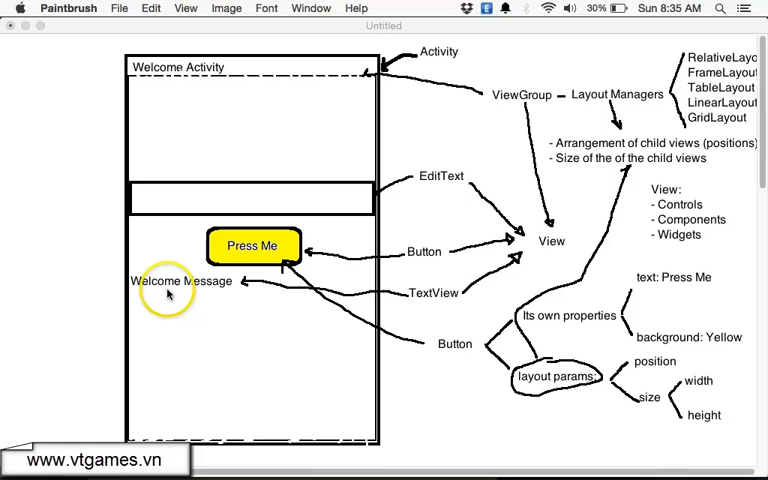 Paintbrush File Edit View Image Font Window Help 30% Sun 8:35 AM
Untitled
Activity
Welcome Activity
ViewGroup – Layout Managers
RelativeLayo
FrameLayout
TableLayout
LinearLayout
GridLayout
- Arrangement of child views (positions)
- Size of the of the child views
EditText
View:
- Controls
- Components
- Widgets
Press Me
Button
View
Welcome Message
TextView
text: Press Me
Its own properties
background: Yellow
Button
layout params:
position
size
width
height
www.vtgames.vn